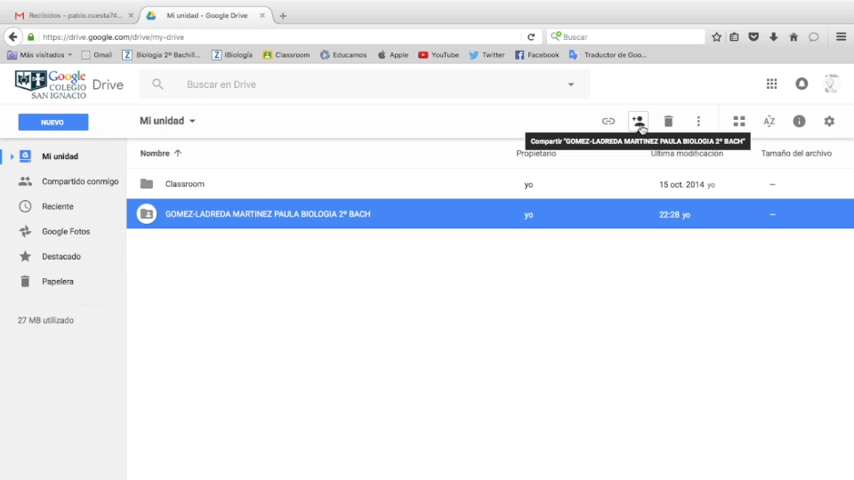 Recibidos - pablo.cuesta74...
Mi unidad - Google Drive
https://drive.google.com/drive/my-drive
Buscar
Más visitados
Gmail
Biologia 2º Bachill...
IBiología
Classroom
Educamos
Apple
YouTube
Twitter
Facebook
Traductor de Goo...
Google
COLEGIO
SAN IGNACIO
Drive
Buscar en Drive
NUEVO
Mi unidad
Compartir "GOMEZ-LADREDA MARTINEZ PAULA BIOLOGIA 2º BACH"
Nombre
Propietario
Última modificación
Tamaño del archivo
Mi unidad
Compartido conmigo
Reciente
Google Fotos
Destacado
Papelera
27 MB utilizado
Classroom
yo
15 oct. 2014 yo
—
GOMEZ-LADREDA MARTINEZ PAULA BIOLOGIA 2º BACH
yo
22:28 yo
—